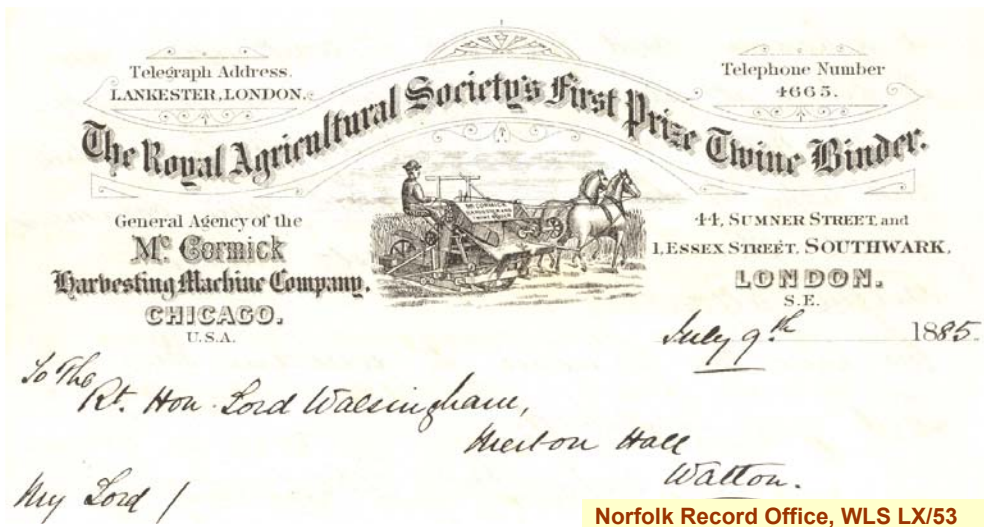 Telegraph Address.
LANKESTER, LONDON.
Telephone Number
4665.
The Royal Agricultural Society's First Prize Twine Binder.
General Agency of the
Mc. Cormick
Harvesting Machine Company.
CHICAGO.
U.S.A.
44, SUMNER STREET, and
1, ESSEX STREET, SOUTHWARK,
LONDON.
S.E.
July 9th 1885.
To The
Rt. Hon. Lord Walsingham,
Merton Hall
Watton.
My Lord /
Norfolk Record Office, WLS LX/53